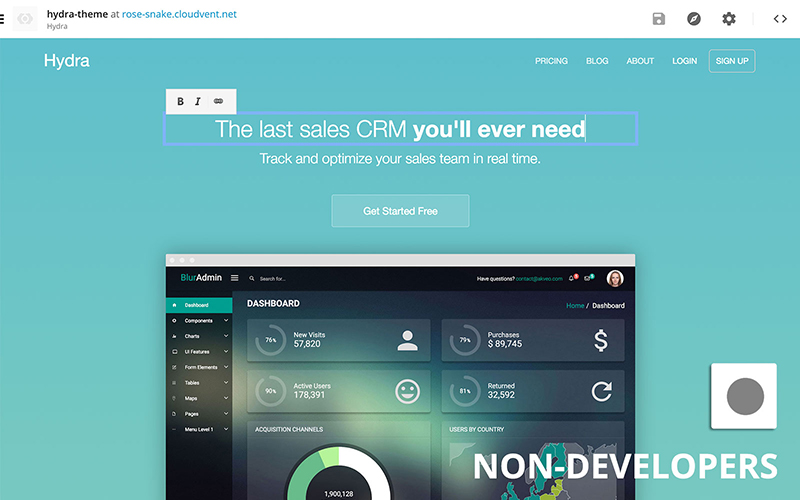 hydra-theme at rose-snake.cloudvent.net
Hydra
Hydra
PRICING BLOG ABOUT LOGIN SIGN UP
B I
The last sales CRM you'll ever need
Track and optimize your sales team in real time.
Get Started Free
BlurAdmin
Search for...
Have questions? contact@akveo.com
Dashboard
Components
Charts
UI Features
Form Elements
Tables
Maps
Pages
Menu Level 1
DASHBOARD
Home / Dashboard
76%
New Visits
57,820
79%
Purchases
$ 89,745
90%
Active Users
178,391
81%
Returned
32,592
ACQUISITION CHANNELS
1,900,128
USERS BY COUNTRY
NON-DEVELOPERS